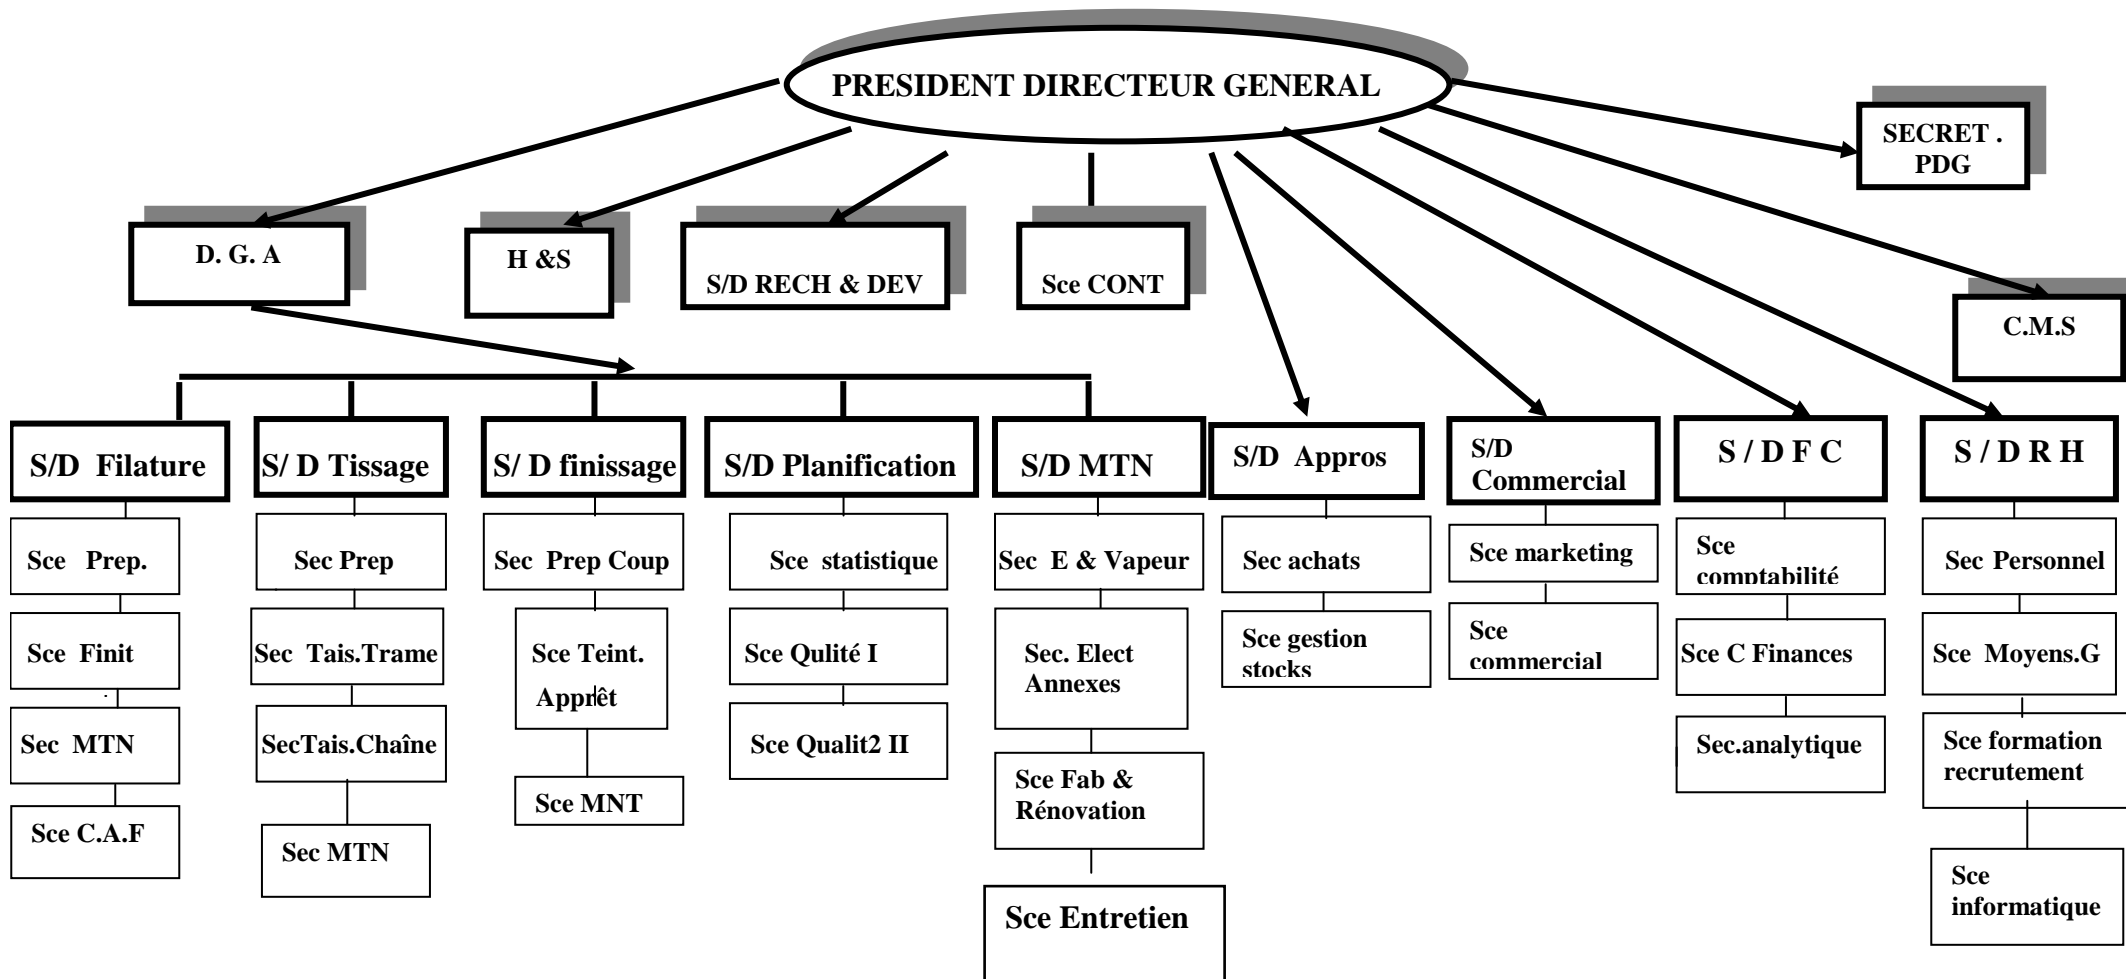 PRESIDENT DIRECTEUR GENERAL
SECRET .
PDG
D. G. A
H &S
S/D RECH & DEV
Sce CONT
C.M.S
S/D Filature
S/ D Tissage
S/ D finissage
S/D Planification
S/D MTN
S/D Appros
S/D
Commercial
S / D F C
S / D R H
Sce Prep.
Sec Prep
Sec Prep Coup
Sce statistique
Sec E & Vapeur
Sec achats
Sce marketing
Sce
comptabilité
Sec Personnel
Sce Finit
.
Sec Tais.Trame
Sce Teint.
Apprêt
Sce Qulité I
Sec. Elect
Annexes
Sce gestion
stocks
Sce
commercial
Sce C Finances
Sce Moyens.G
Sec MTN
SecTais.Chaîne
Sce MNT
Sce Qualit2 II
Sce Fab &
Rénovation
Sec.analytique
Sce formation
recrutement
Sce C.A.F
Sec MTN
Sce Entretien
Sce
informatique